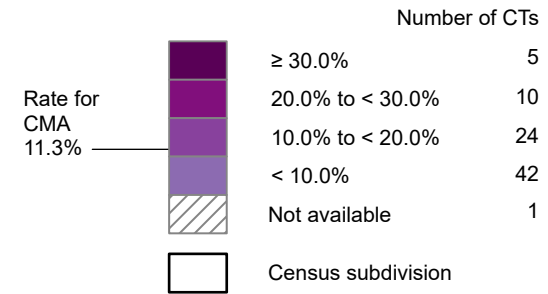 Number of CTs
≥ 30.0% 5
20.0% to < 30.0% 10
Rate for
CMA
11.3%
10.0% to < 20.0% 24
< 10.0% 42
Not available 1
Census subdivision